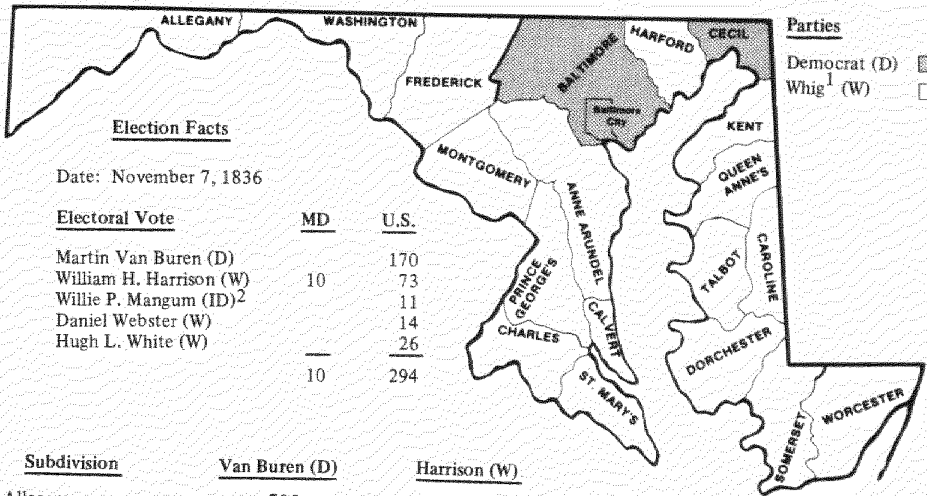 ALLEGANY
WASHINGTON
FREDERICK
BALTIMORE
HARFORD
CECIL
Baltimore
City
Parties
Democrat (D)
Whig1 (W)
KENT
QUEEN
ANNE'S
MONTGOMERY
ANNE ARUNDEL
PRINCE
GEORGE'S
CALVERT
CHARLES
ST. MARY'S
TALBOT
CAROLINE
DORCHESTER
SOMERSET
WORCESTER
Election Facts
Date: November 7, 1836
Electoral Vote MD U.S.
Martin Van Buren (D) 170
William H. Harrison (W) 10 73
Willie P. Mangum (ID)2 11
Daniel Webster (W) 14
Hugh L. White (W) 26
10 294
Subdivision Van Buren (D) Harrison (W)